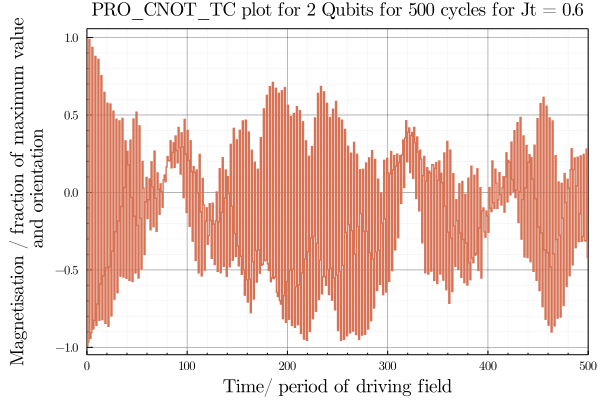 PRO_CNOT_TC plot for 2 Qubits for 500 cycles for Jt = 0.6
Magnetisation / fraction of maximum value
and orientation
1.0
0.5
0.0
−0.5
−1.0
0
100
200
300
400
500
Time/ period of driving field